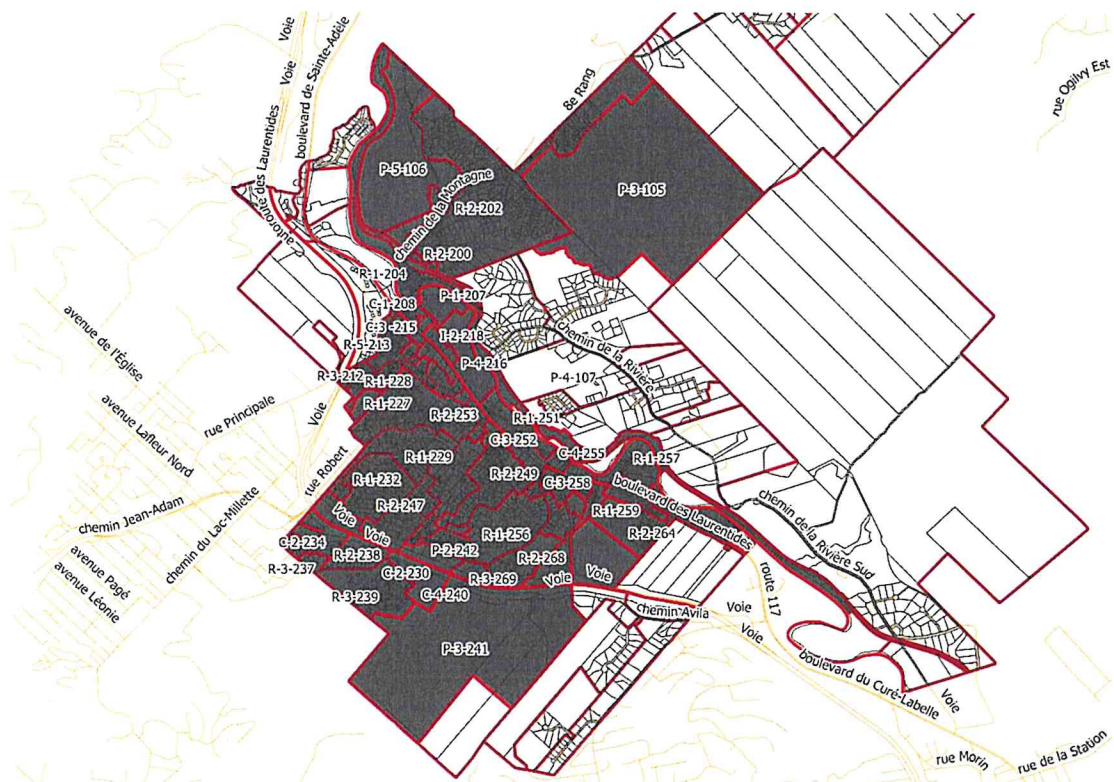 Voie
Voie
boulevard de Sainte-Adèle
autoroute des Laurentides
8e Rang
rue Ogilvy Est
P-5-106
P-3-105
chemin de la Montagne
R-2-202
R-2-200
R-1-204
P-1-207
C-1-208
C-3-215
I-2-218
R-5-213
P-4-216
chemin de la Rivière
R-3-212
R-1-228
P-4-107
R-1-227
R-2-253
R-1-251
avenue de l'Église
rue Principale
Voie
avenue Lafleur Nord
rue Robert
C-3-252
C-4-255
R-1-257
R-1-229
R-2-249
C-3-258
R-1-232
boulevard des Laurentides
R-2-247
R-1-259
chemin de la Rivière Sud
chemin Jean-Adam
chemin du Lac-Millette
Voie
Voie
R-1-256
R-2-264
C-2-234
R-2-238
P-2-242
R-2-268
avenue Pagé
avenue Léonie
R-3-237
C-2-230
R-3-269
Voie
Voie
route 117
R-3-239
C-4-240
chemin Avila
Voie
Voie
P-3-241
boulevard du Curé-Labelle
Voie
rue Morin
rue de la Station